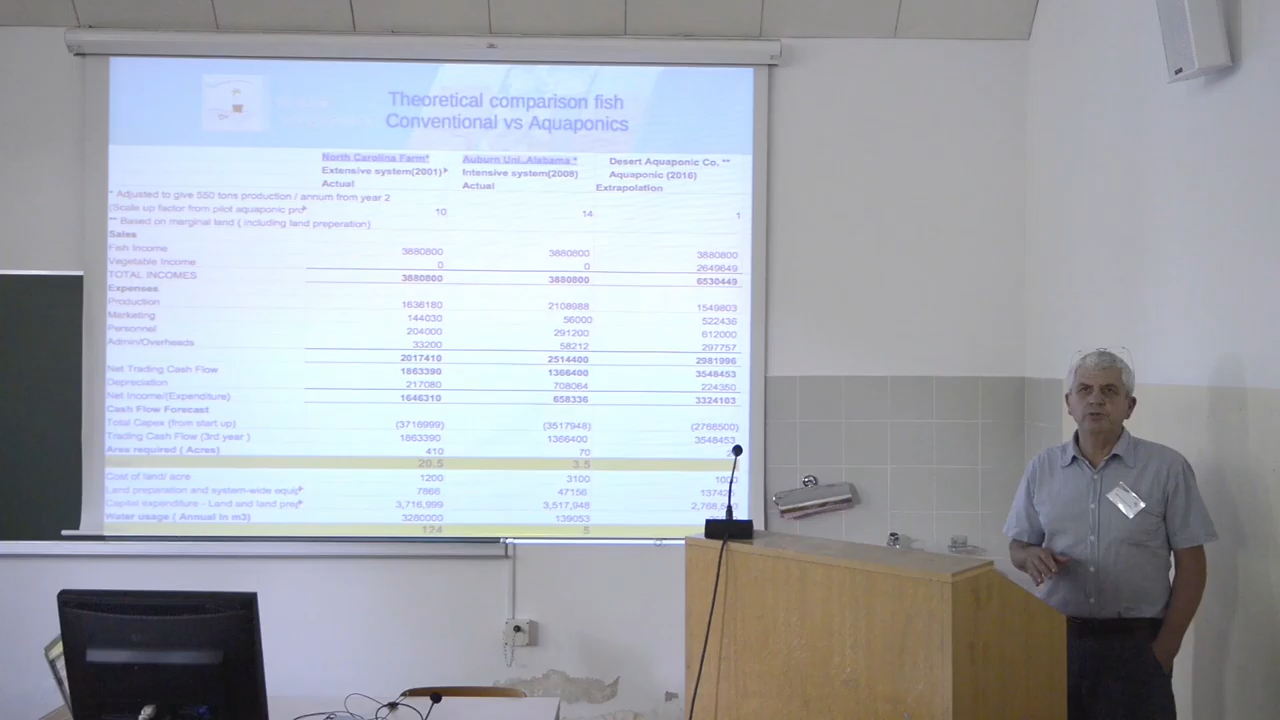 Theoretical comparison fish
Conventional vs Aquaponics
North Carolina Farm* Auburn Uni.,Alabama * Desert Aquaponic Co. **
Extensive system(2001) Intensive system(2008) Aquaponic (2016)
Actual Actual Extrapolation
* Adjusted to give 550 tons production / annum from year 2
(Scale up factor from pilot aquaponic pro 10 14 1
** Based on marginal land ( including land preperation)
Sales
Fish Income 3880800 3880800 3880800
Vegetable Income 0 0 2649649
TOTAL INCOMES 3880800 3880800 6530449
Expenses
Production 1636180 2108988 1549803
Marketing 144030 56000 522436
Personnel 204000 291200 612000
Admin/Overheads 33200 58212 297757
2017410 2514400 2981996
Net Trading Cash Flow 1863390 1366400 3548453
Depreciation 217080 708064 224350
Net Income/(Expenditure) 1646310 658336 3324103
Cash Flow Forecast
Total Capex (from start up) (3716999) (3517948) (2768500)
Trading Cash Flow (3rd year ) 1863390 1366400 3548453
Area required ( Acres) 410 70
20.5 3.5
Cost of land/ acre 1200 3100 1000
Land preparation and system-wide equip 7866 47156
Capital expenditure - Land and land prep 3,716,999 3,517,948
Water usage ( Annual in m3) 3280000 139053
124 5